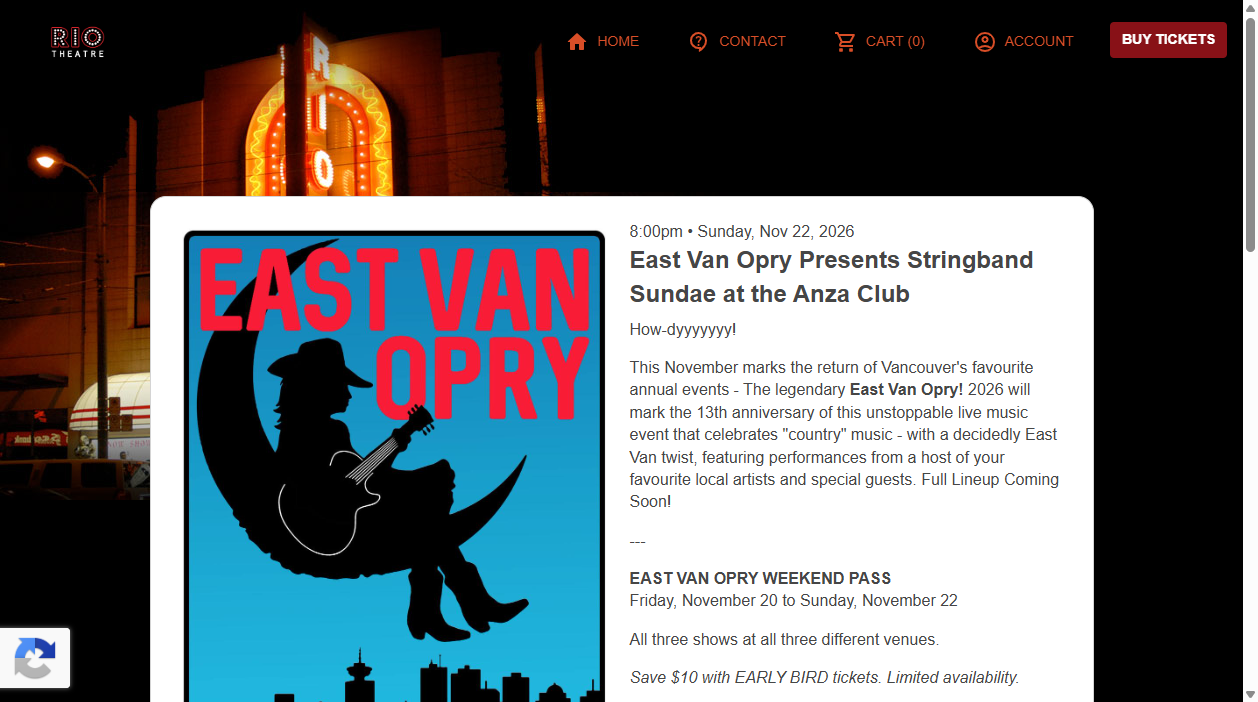 RIO
THEATRE
HOME
CONTACT
CART (0)
ACCOUNT
BUY TICKETS
RIO
EAST VAN
OPRY
8:00pm • Sunday, Nov 22, 2026
East Van Opry Presents Stringband
Sundae at the Anza Club
How-dyyyyyyy!
This November marks the return of Vancouver's favourite
annual events - The legendary East Van Opry! 2026 will
mark the 13th anniversary of this unstoppable live music
event that celebrates "country" music - with a decidedly East
Van twist, featuring performances from a host of your
favourite local artists and special guests. Full Lineup Coming
Soon!
---
EAST VAN OPRY WEEKEND PASS
Friday, November 20 to Sunday, November 22
All three shows at all three different venues.
Save $10 with EARLY BIRD tickets. Limited availability.